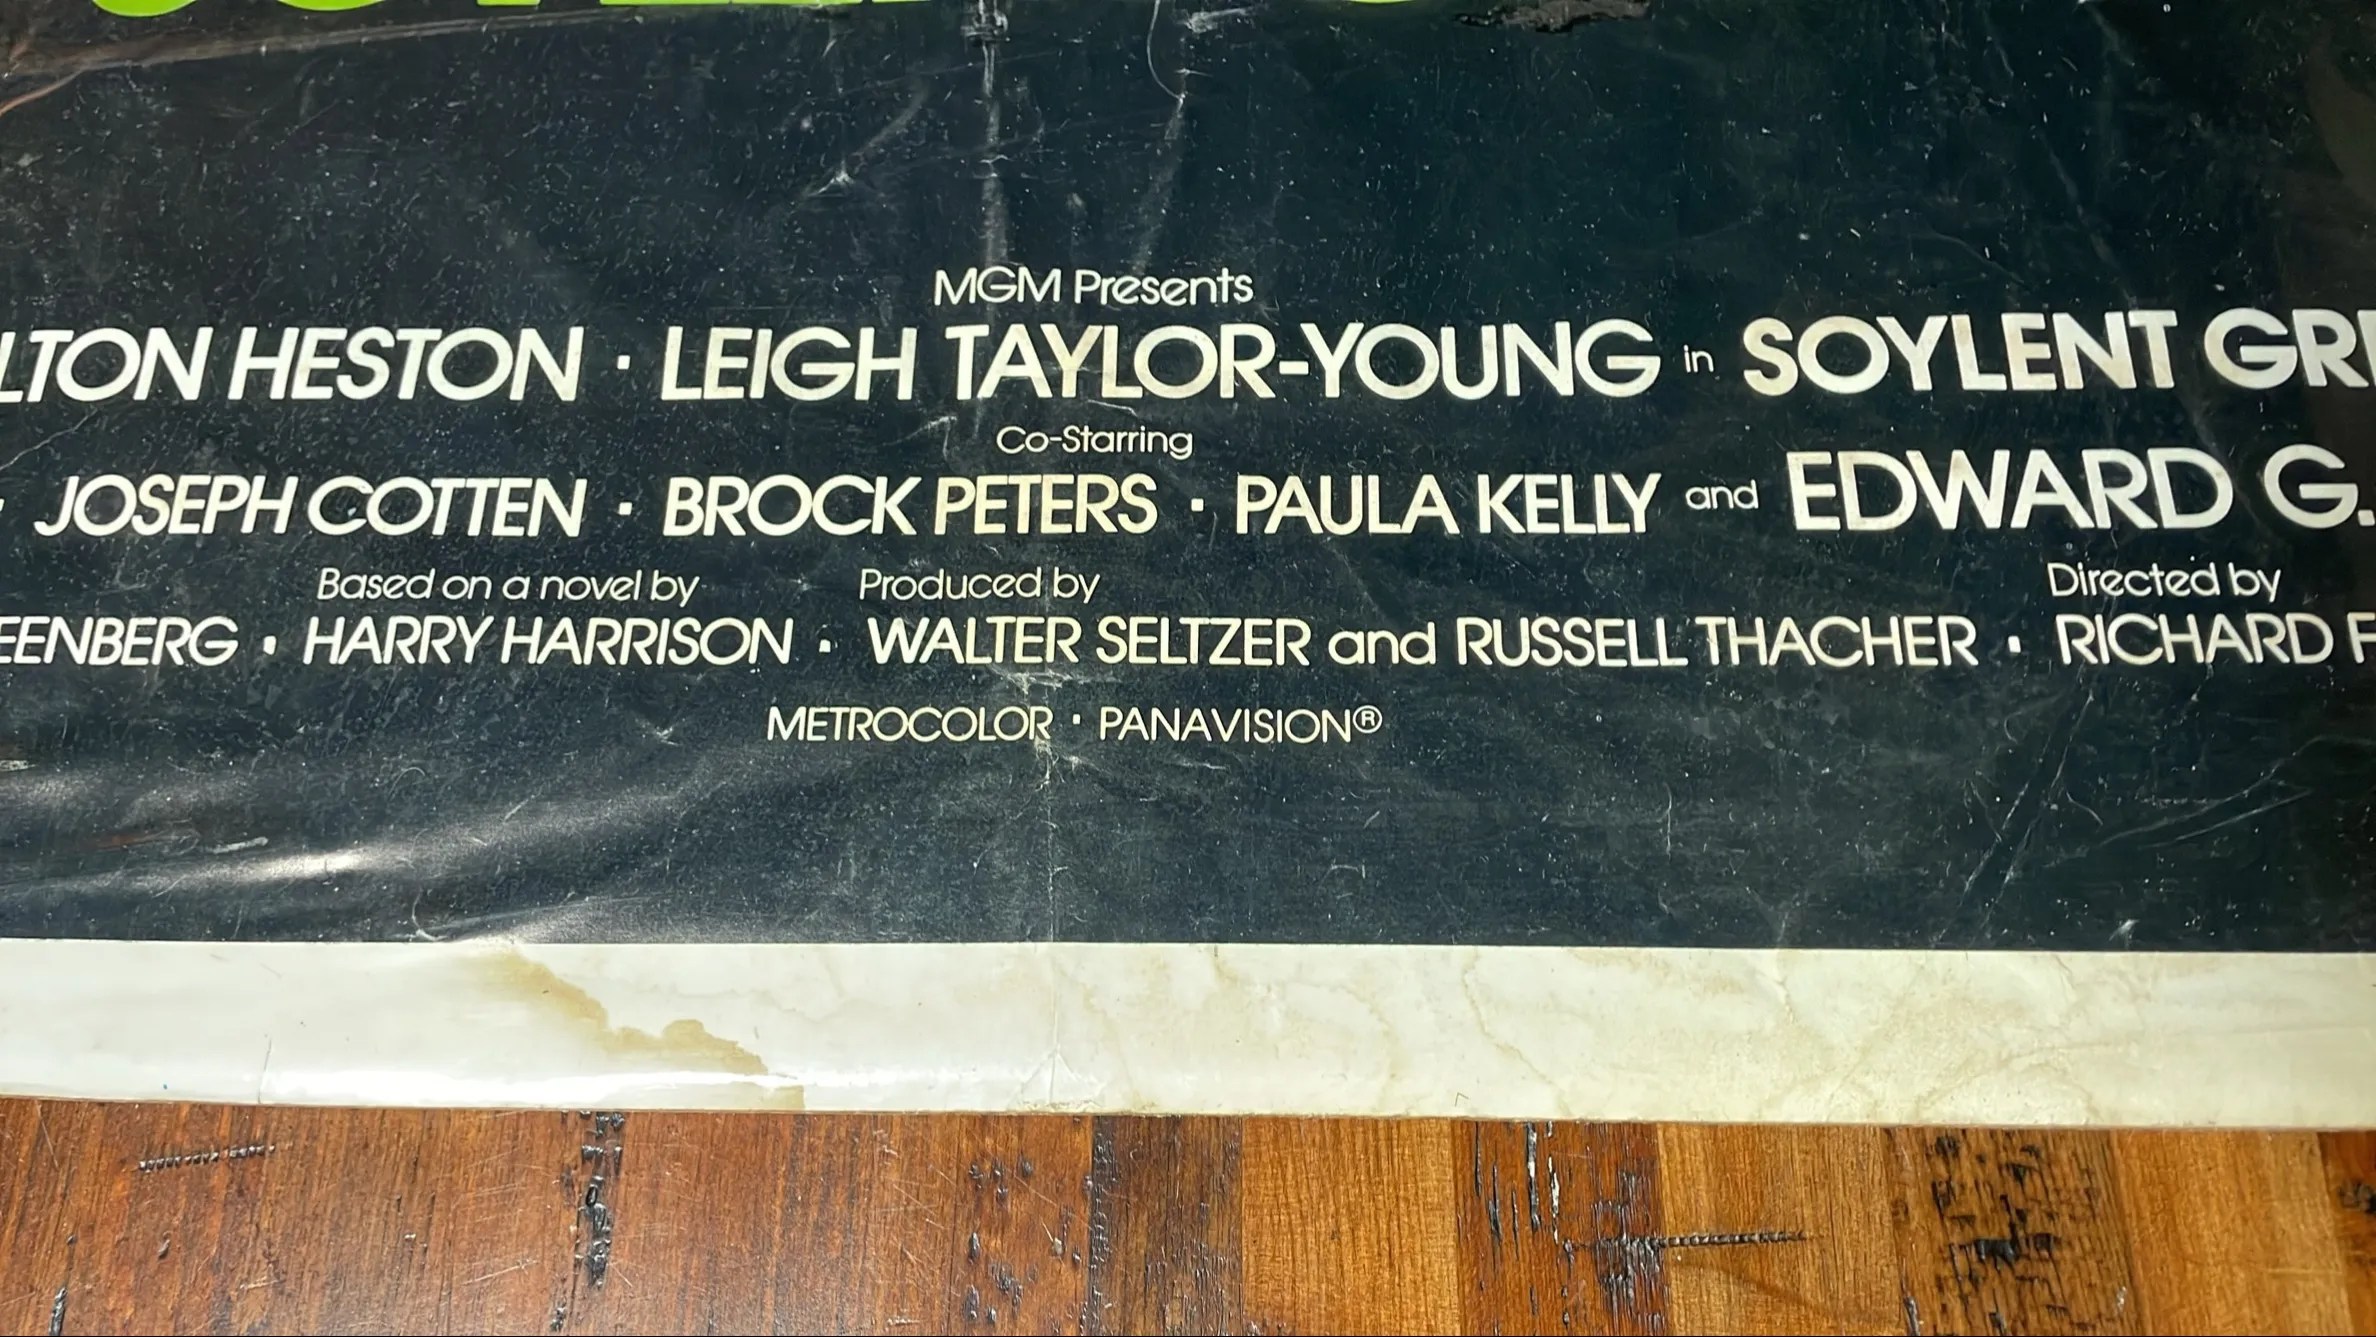 MGM Presents
LTON HESTON · LEIGH TAYLOR-YOUNG in SOYLENT GR
Co-Starring
· JOSEPH COTTEN · BROCK PETERS · PAULA KELLY and EDWARD G.
Based on a novel by Produced by Directed by
EENBERG · HARRY HARRISON · WALTER SELTZER and RUSSELL THACHER · RICHARD F
METROCOLOR · PANAVISION®